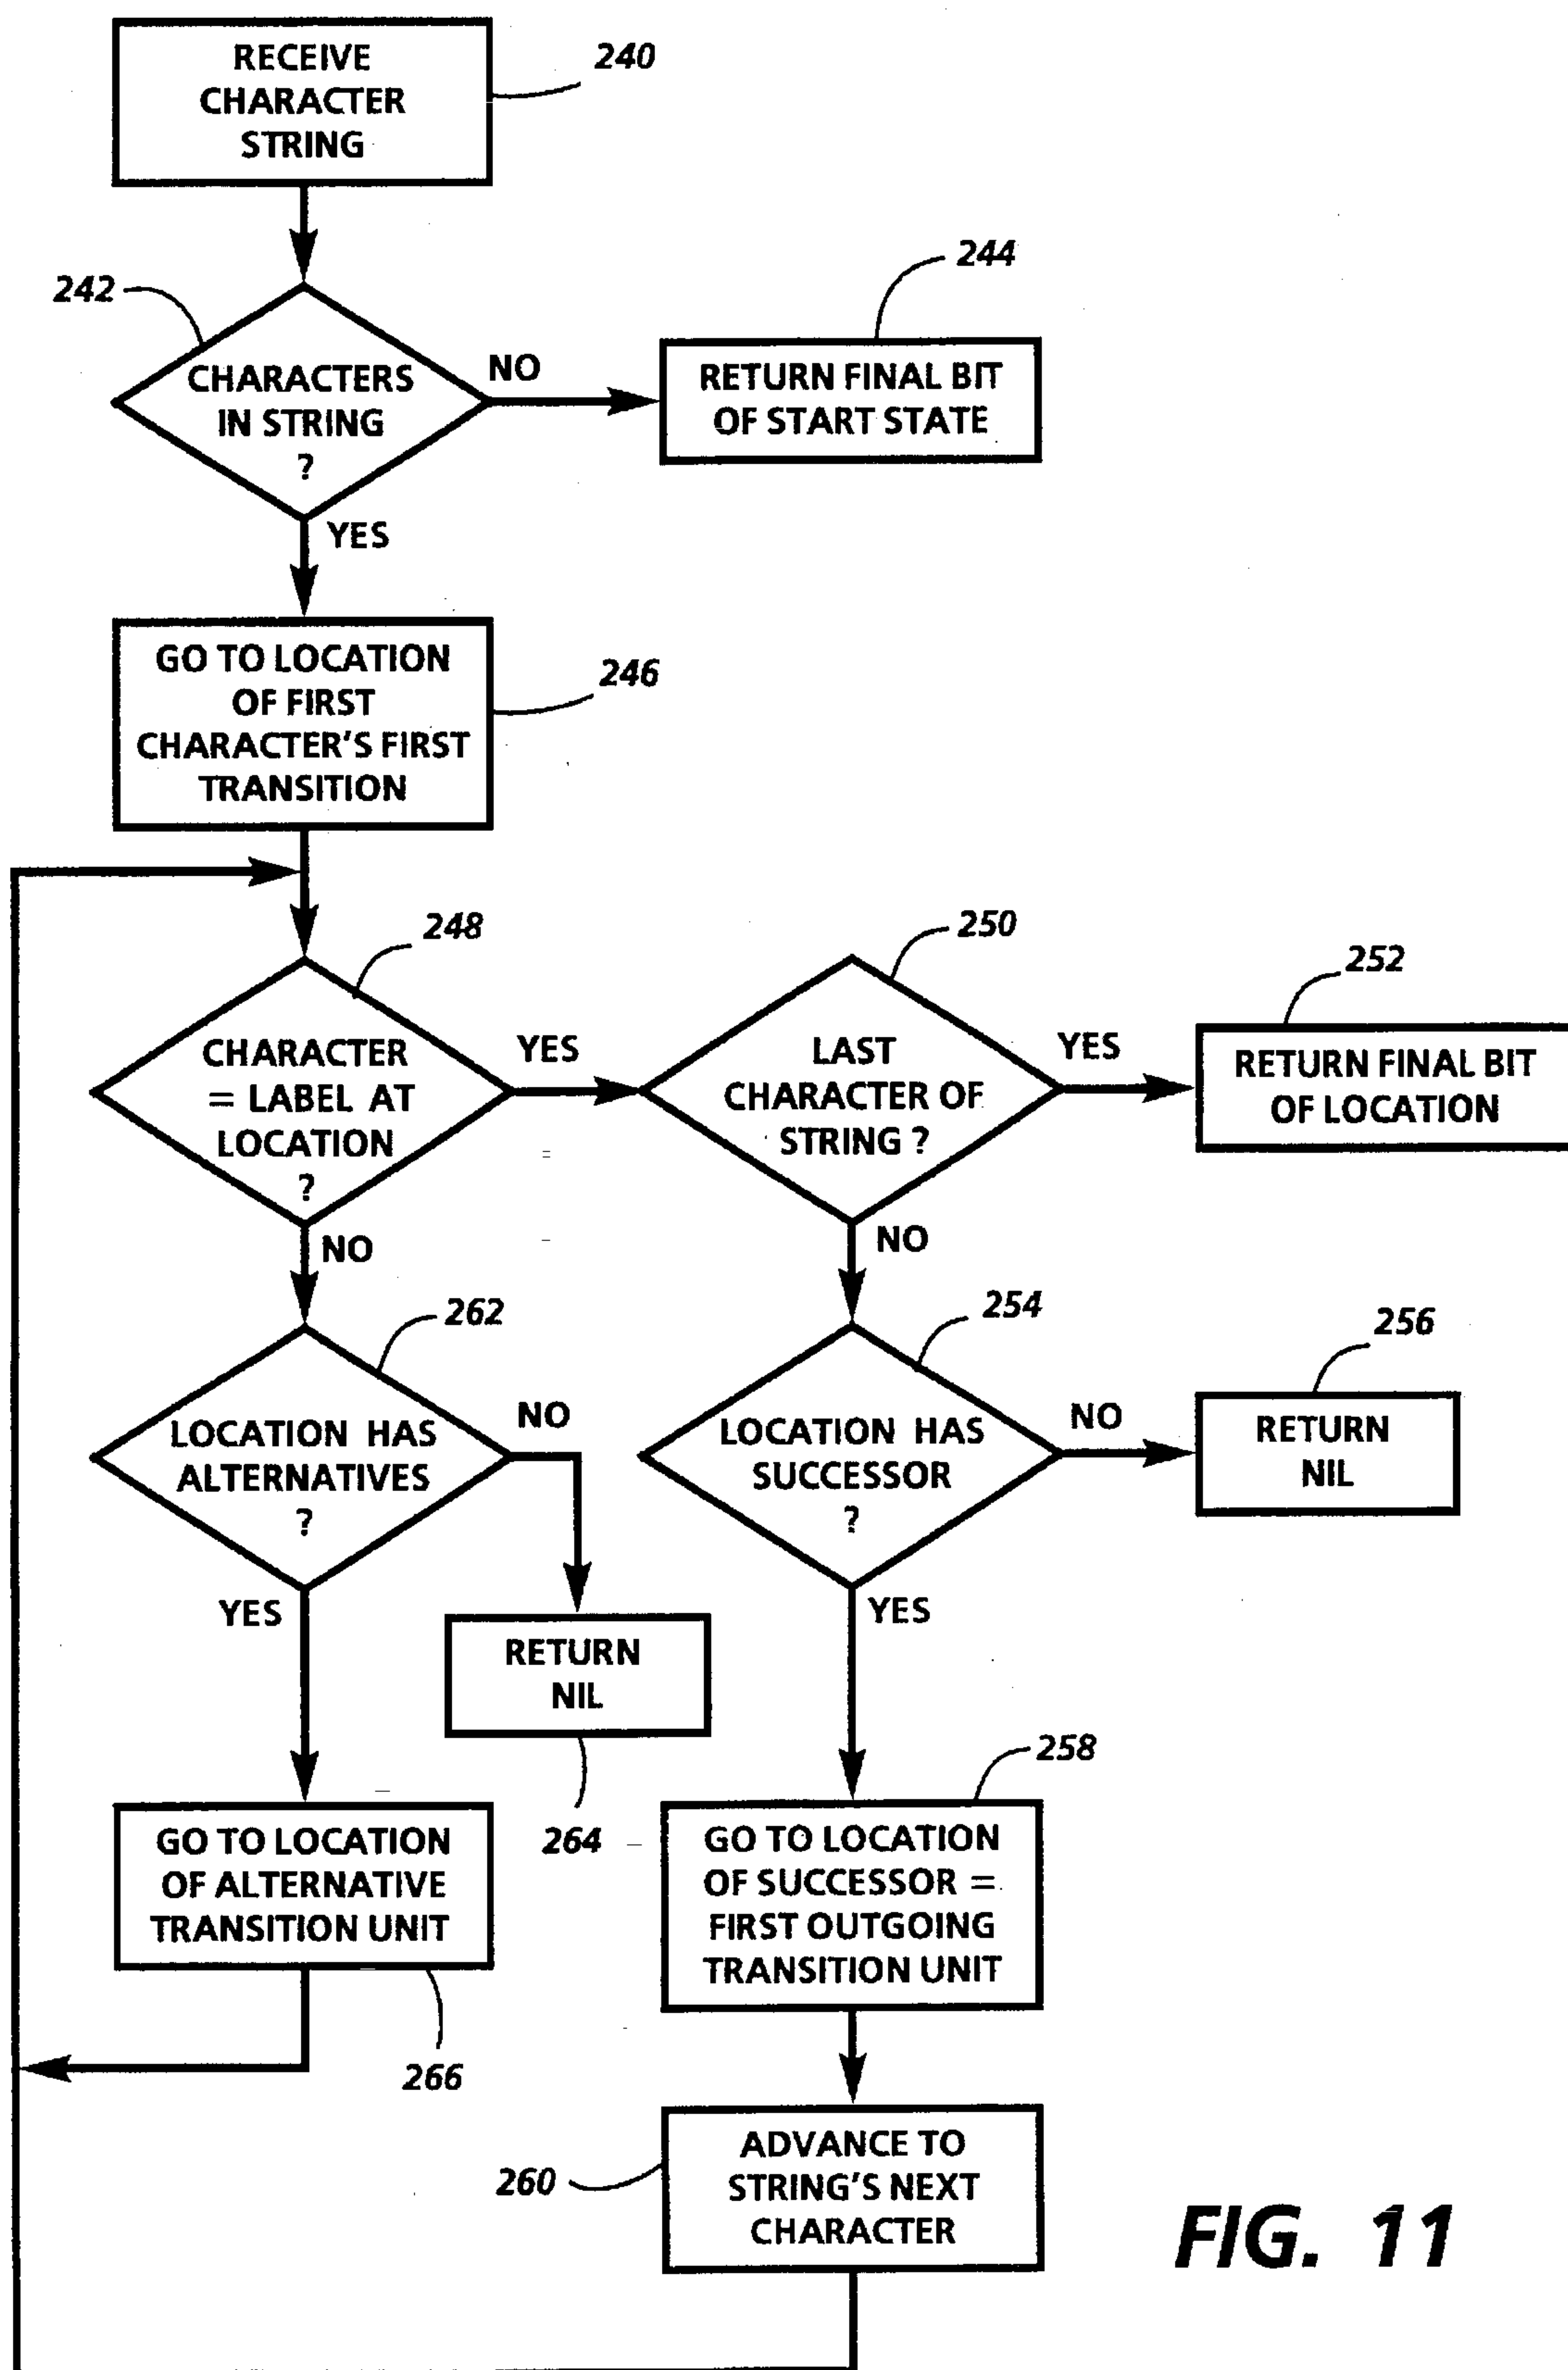 RECEIVE
CHARACTER
STRING
240
242
CHARACTERS
IN STRING
?
NO
244
RETURN FINAL BIT
OF START STATE
YES
GO TO LOCATION
OF FIRST
CHARACTER'S FIRST
TRANSITION
246
248
CHARACTER
= LABEL AT
LOCATION
?
YES
250
LAST
CHARACTER OF
STRING ?
YES
252
RETURN FINAL BIT
OF LOCATION
NO
NO
262
LOCATION HAS
ALTERNATIVES
?
NO
254
LOCATION HAS
SUCCESSOR
?
NO
256
RETURN
NIL
YES
RETURN
NIL
264
YES
258
GO TO LOCATION
OF ALTERNATIVE
TRANSITION UNIT
266
GO TO LOCATION
OF SUCCESSOR =
FIRST OUTGOING
TRANSITION UNIT
260
ADVANCE TO
STRING'S NEXT
CHARACTER
FIG. 11